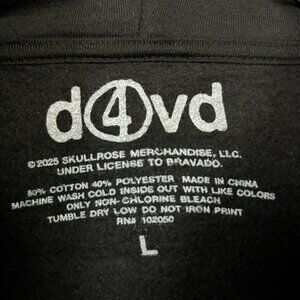 d4vd
©2025 SKULLROSE MERCHANDISE, LLC.
UNDER LICENSE TO BRAVADO.
60% COTTON 40% POLYESTER MADE IN CHINA
MACHINE WASH COLD INSIDE OUT WITH LIKE COLORS
ONLY NON-CHLORINE BLEACH
TUMBLE DRY LOW DO NOT IRON PRINT
RN# 102050
L